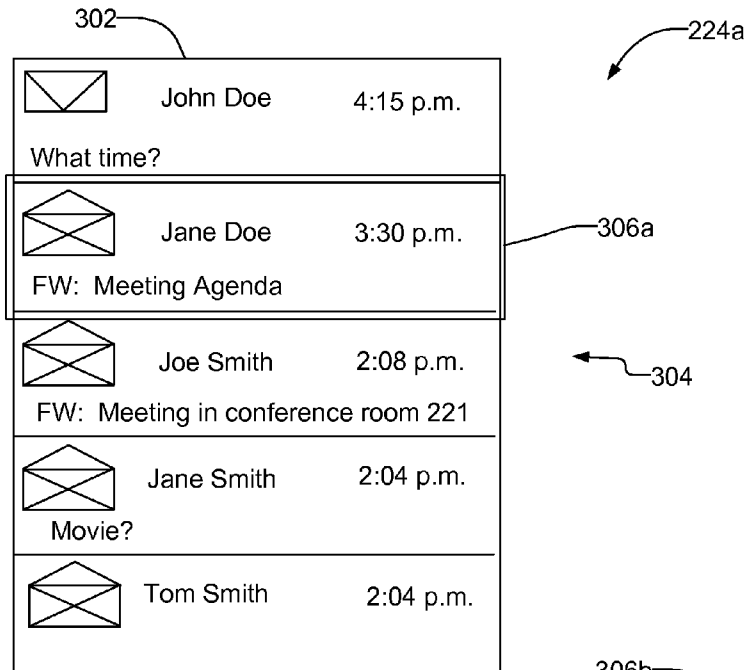 302
224a
John Doe 4:15 p.m.
What time?
Jane Doe 3:30 p.m.
306a
FW: Meeting Agenda
Joe Smith 2:08 p.m.
304
FW: Meeting in conference room 221
Jane Smith 2:04 p.m.
Movie?
Tom Smith 2:04 p.m.
306b